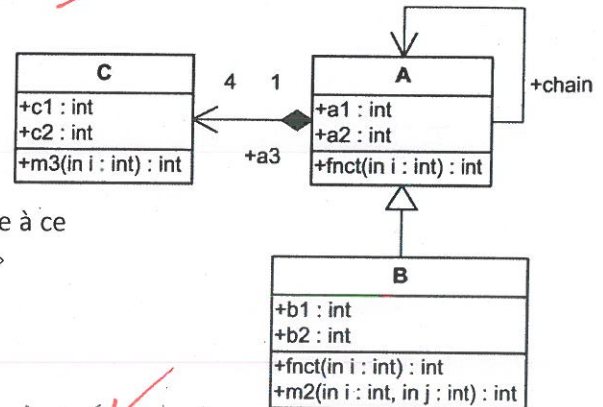 C
+c1 : int
+c2 : int
+m3(in i : int) : int
4 1
+a3
A
+a1 : int
+a2 : int
+fnct(in i : int) : int
+chain
e à ce
B
+b1 : int
+b2 : int
+fnct(in i : int) : int
+m2(in i : int, in j : int) : int